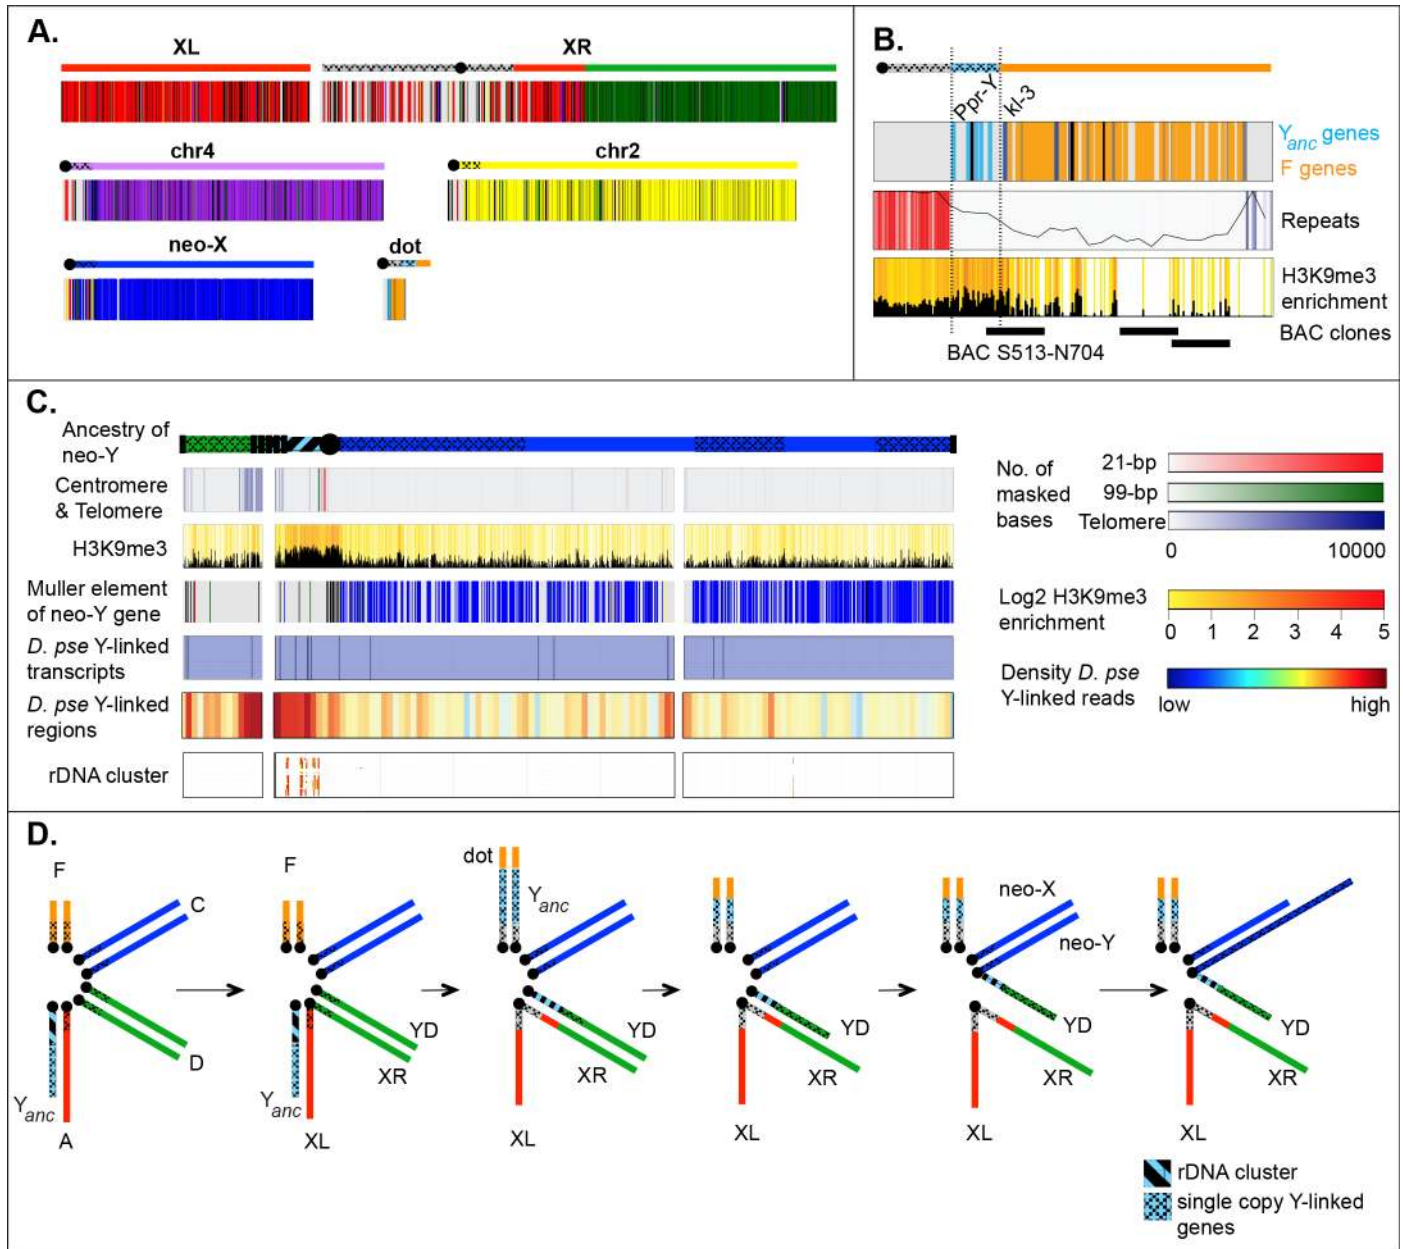 A.
XL
XR
chr4
chr2
neo-X
dot
B.
Ppr-Y
kl-3
Yanc genes
F genes
Repeats
H3K9me3
enrichment
BAC clones
BAC S513-N704
C.
Ancestry of
neo-Y
Centromere
& Telomere
H3K9me3
Muller element
of neo-Y gene
D. pse Y-linked
transcripts
D. pse Y-linked
regions
rDNA cluster
No. of
masked
bases
21-bp
99-bp
Telomere
0 10000
Log2 H3K9me3
enrichment
0 1 2 3 4 5
Density D. pse
Y-linked reads
low high
D.
F
C
D
Yanc
A
F
YD
XR
Yanc
XL
dot
Yanc
YD
XR
XL
YD
XR
XL
neo-X
neo-Y
YD
XR
XL
YD
XR
XL
rDNA cluster
single copy Y-linked
genes